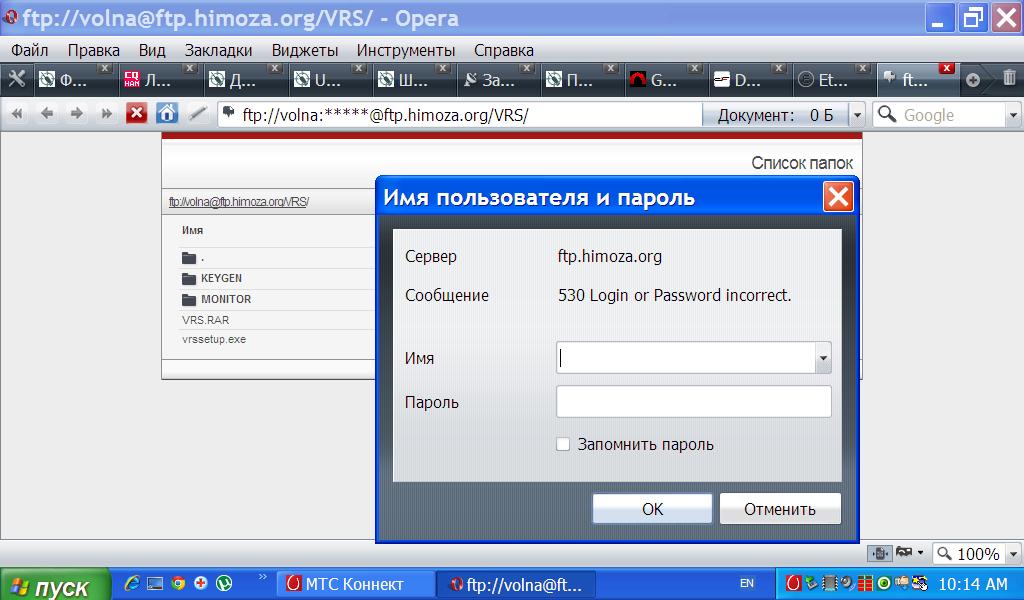 ftp://volna@ftp.himoza.org/VRS/ - Opera
Файл Правка Вид Закладки Виджеты Инструменты Справка
Ф... CQ HAM Л... Д... U... Ш... За... П... G... D... Et... ft...
ftp://volna:*****@ftp.himoza.org/VRS/ Документ: 0 Б Google
Список папок
ftp://volna@ftp.himoza.org/VRS/
Имя
.
KEYGEN
MONITOR
VRS.RAR
vrssetup.exe
Имя пользователя и пароль
Сервер ftp.himoza.org
Сообщение 530 Login or Password incorrect.
Имя
Пароль
Запомнить пароль
OK Отменить
100%
пуск » МТС Коннект ftp://volna@ft... EN 10:14 AM